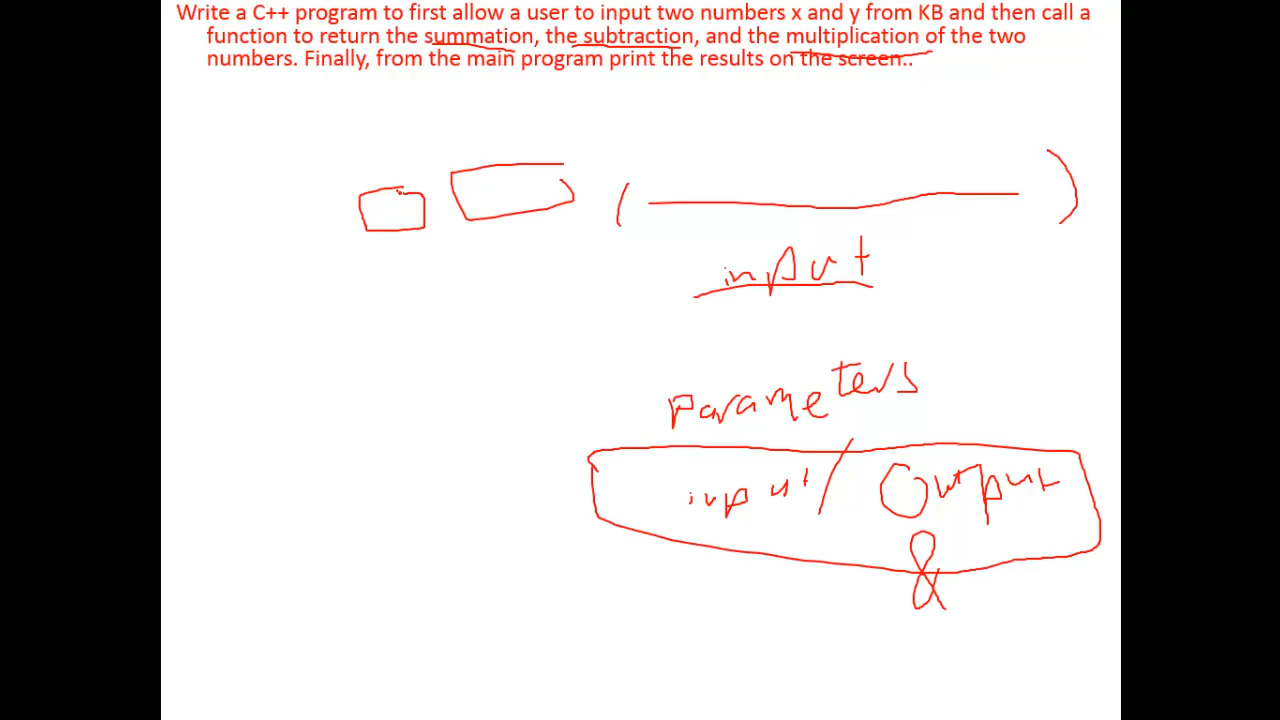 Write a C++ program to first allow a user to input two numbers x and y from KB and then call a
function to return the summation, the subtraction, and the multiplication of the two
numbers. Finally, from the main program print the results on the screen..
input
parameters
input / Output
&